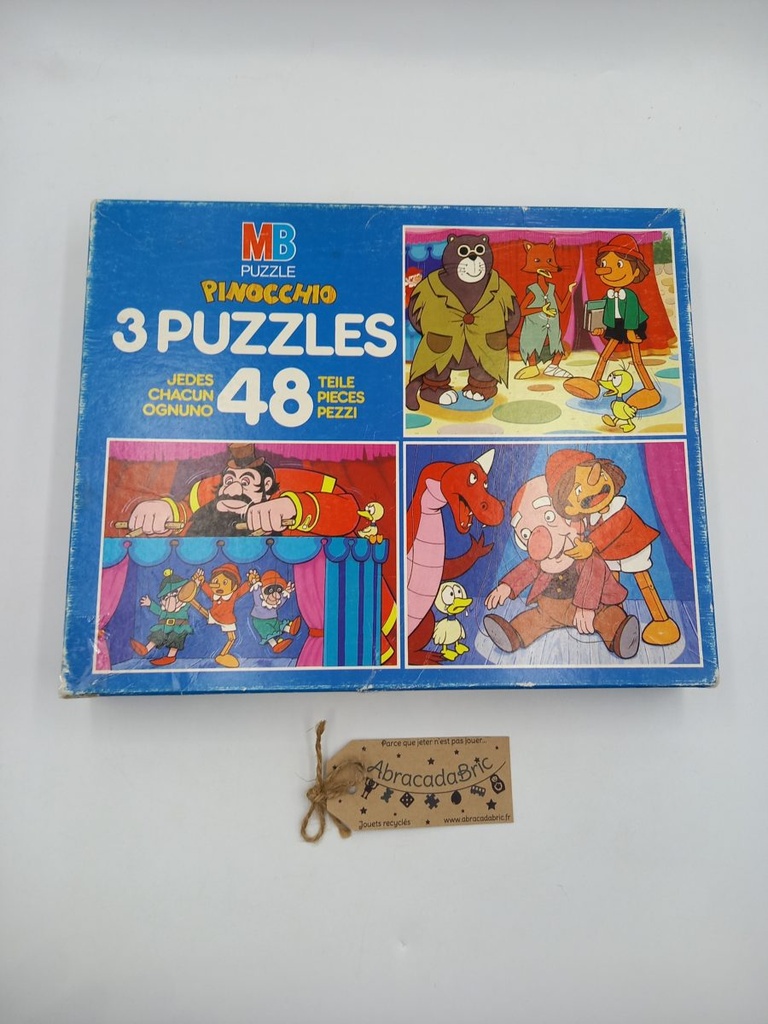 MB
PUZZLE
PINOCCHIO
3 PUZZLES
JEDES
CHACUN
OGNUNO
48
TEILE
PIECES
PEZZI
Parce que jeter n'est pas jouer...
AbracadaBric
Jouets recyclés
www.abracadabric.fr